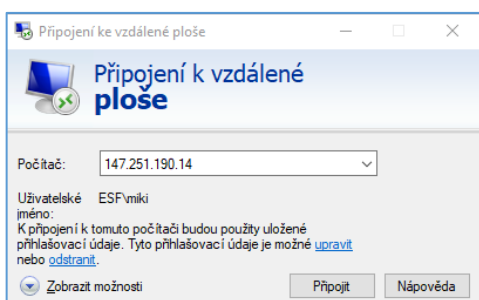 Připojení ke vzdálené ploše
Připojení k vzdálené
ploše
Počítač: 147.251.190.14
Uživatelské ESF\miki
jméno:
K připojení k tomuto počítači budou použity uložené
přihlašovací údaje. Tyto přihlašovací údaje je možné upravit
nebo odstranit.
Zobrazit možnosti Připojit Nápověda